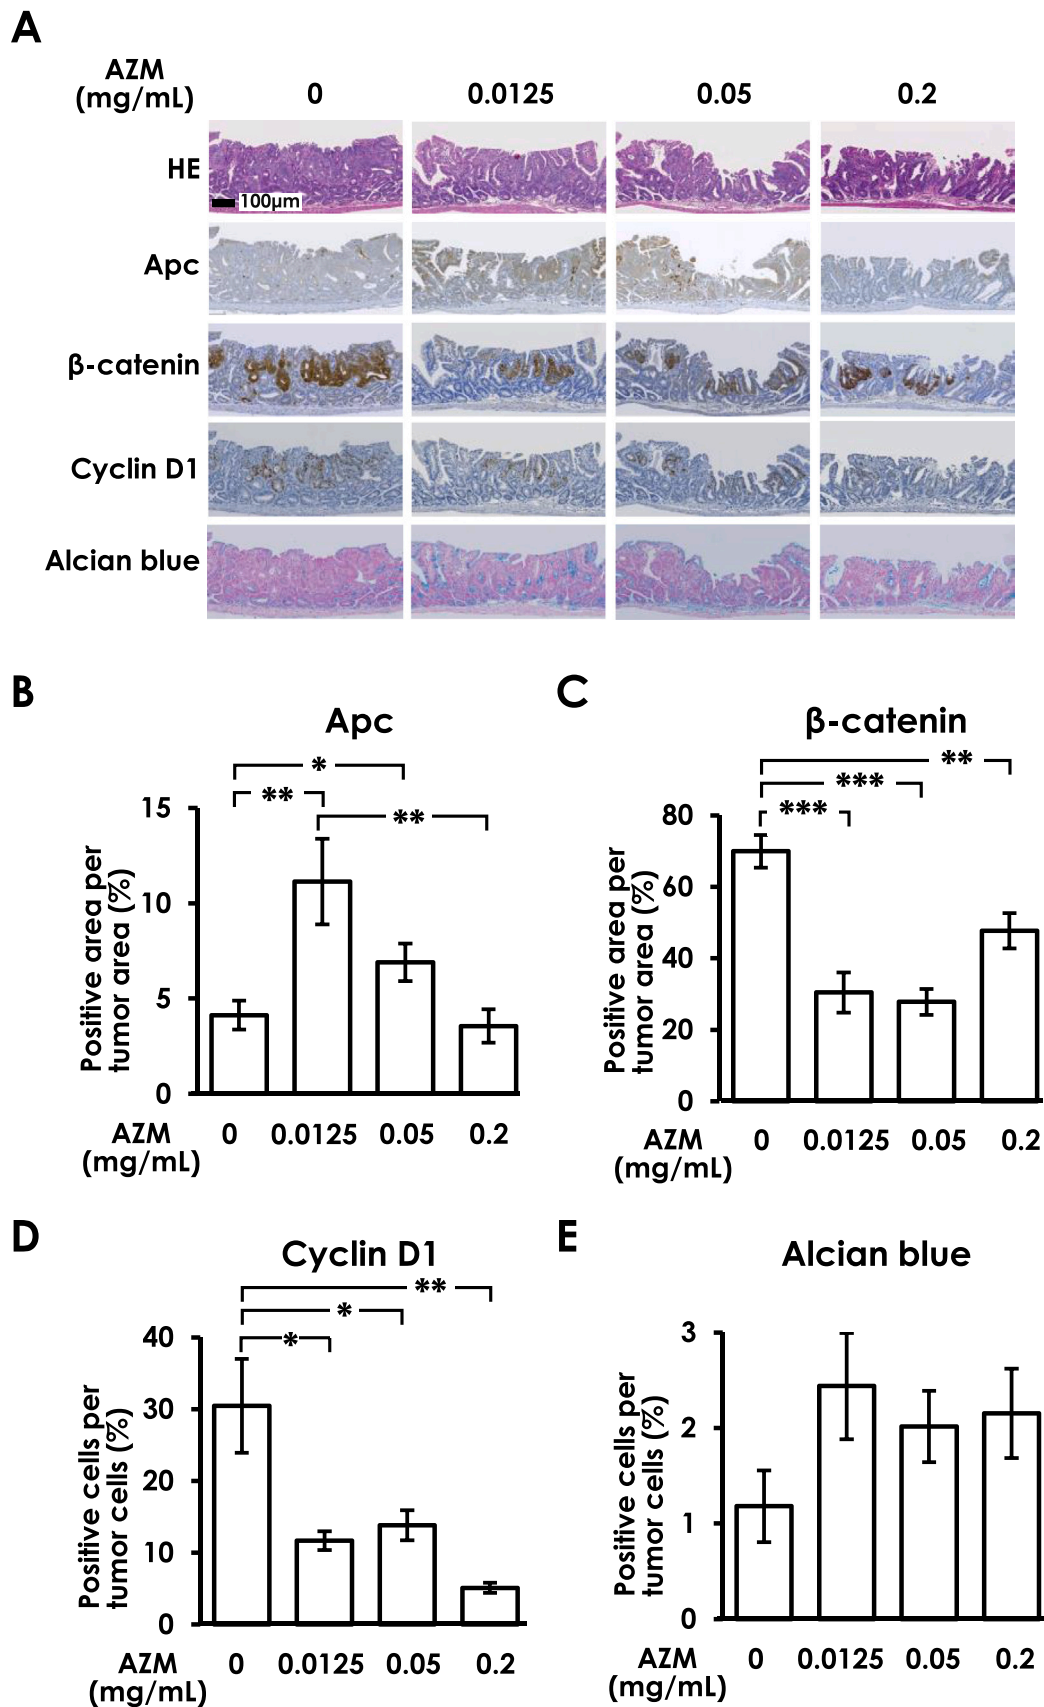 A
AZM
(mg/mL)
0 0.0125 0.05 0.2
HE
100µm
Apc
β-catenin
Cyclin D1
Alcian blue
B
Apc
*
** **
15
10
5
0
Positive area per
tumor area (%)
AZM
(mg/mL)
0 0.0125 0.05 0.2
C
β-catenin
**
***
***
80
60
40
20
0
Positive area per
tumor area (%)
AZM
(mg/mL)
0 0.0125 0.05 0.2
D
Cyclin D1
**
*
*
40
30
20
10
0
Positive cells per
tumor cells (%)
AZM
(mg/mL)
0 0.0125 0.05 0.2
E
Alcian blue
3
2
1
0
Positive cells per
tumor cells (%)
AZM
(mg/mL)
0 0.0125 0.05 0.2